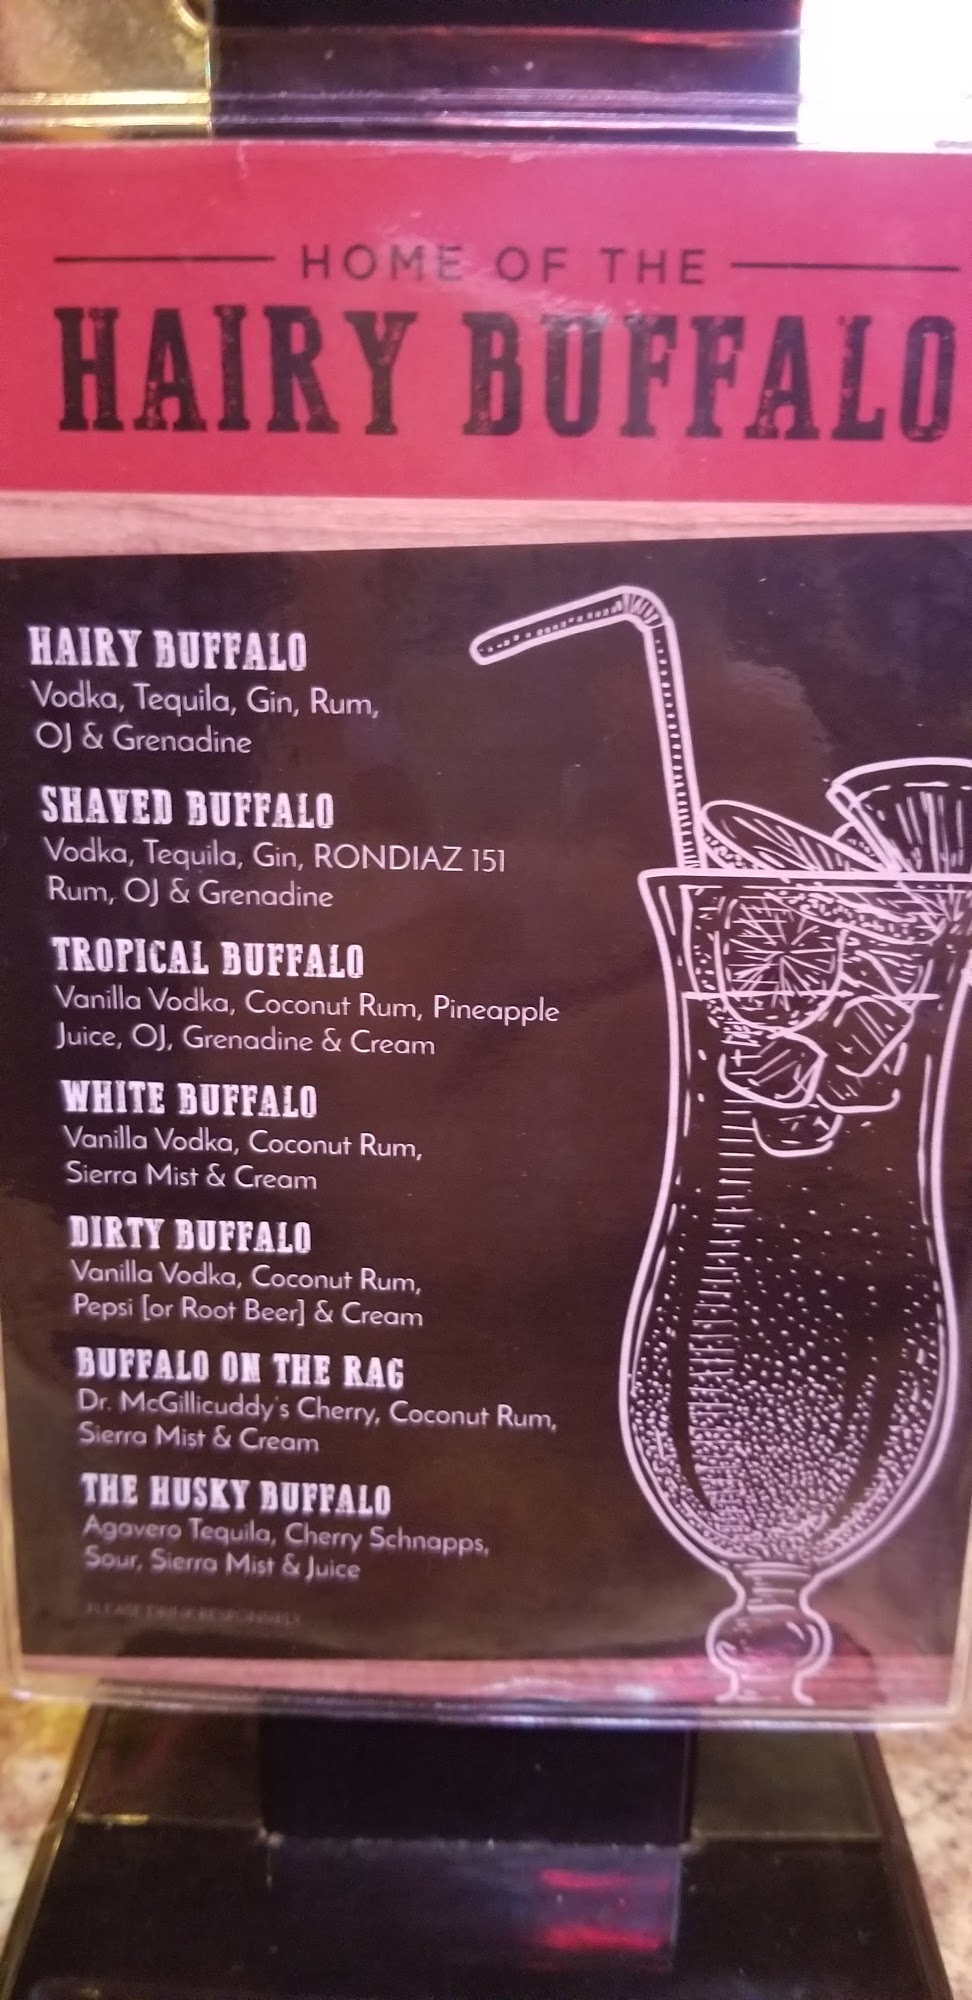 HOME OF THE
HAIRY BUFFALO
HAIRY BUFFALO
Vodka, Tequila, Gin, Rum,
OJ & Grenadine
SHAVED BUFFALO
Vodka, Tequila, Gin, RONDIAZ 151
Rum, OJ & Grenadine
TROPICAL BUFFALO
Vanilla Vodka, Coconut Rum, Pineapple
Juice, OJ, Grenadine & Cream
WHITE BUFFALO
Vanilla Vodka, Coconut Rum,
Sierra Mist & Cream
DIRTY BUFFALO
Vanilla Vodka, Coconut Rum,
Pepsi [or Root Beer] & Cream
BUFFALO ON THE RAG
Dr. McGillicuddy's Cherry, Coconut Rum,
Sierra Mist & Cream
THE HUSKY BUFFALO
Agavero Tequila, Cherry Schnapps,
Sour, Sierra Mist & Juice
PLEASE DRINK RESPONSIBLY